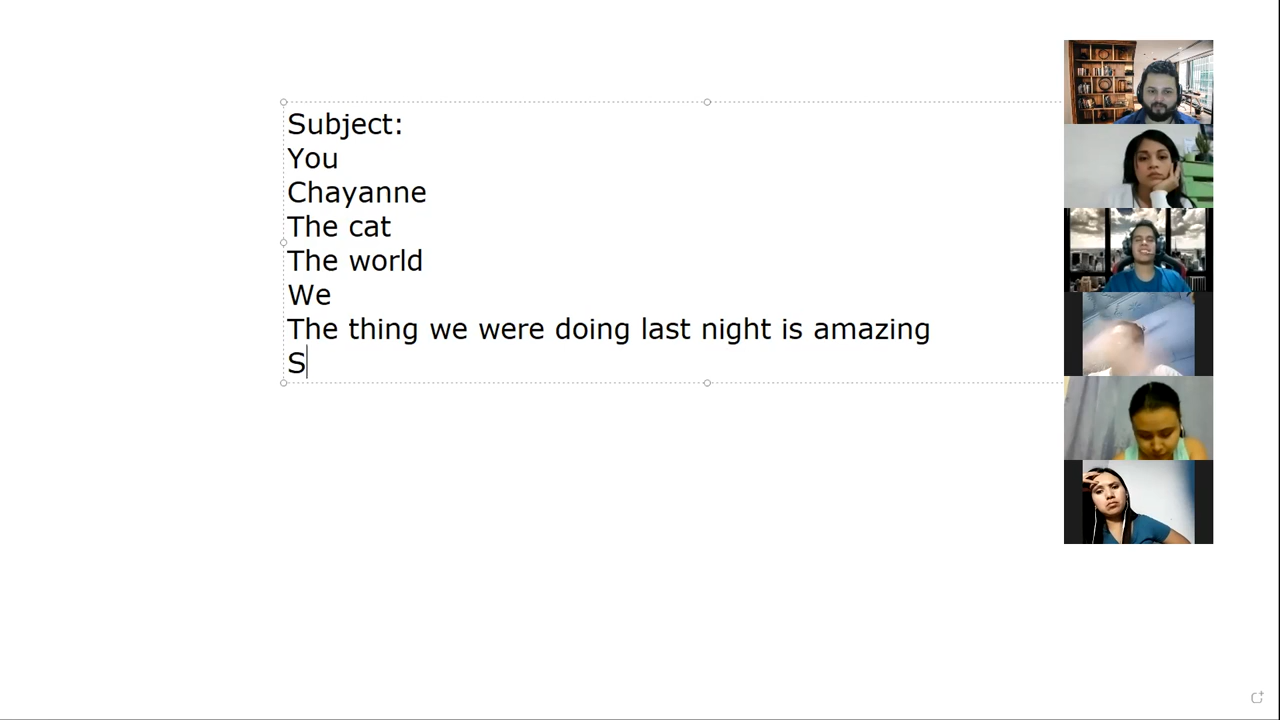 Subject:
You
Chayanne
The cat
The world
We
The thing we were doing last night is amazing
S